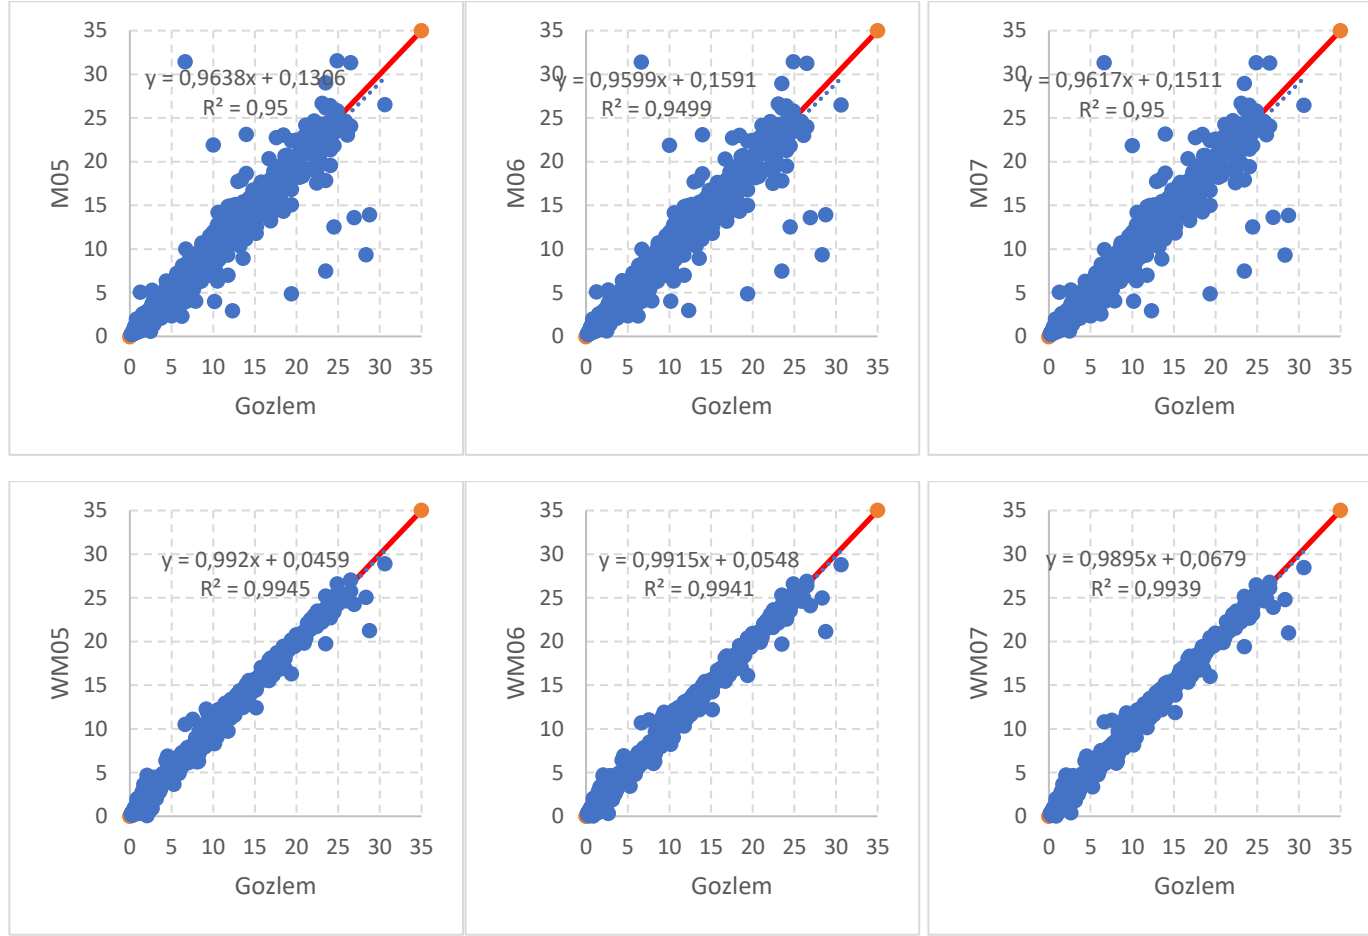 35
30
25
20
15
10
5
0
M05
y = 0,9638x + 0,1306
R² = 0,95
0 5 10 15 20 25 30 35
Gozlem
35
30
25
20
15
10
5
0
M06
y = 0,9599x + 0,1591
R² = 0,9499
0 5 10 15 20 25 30 35
Gozlem
35
30
25
20
15
10
5
0
M07
y = 0,9617x + 0,1511
R² = 0,95
0 5 10 15 20 25 30 35
Gozlem
35
30
25
20
15
10
5
0
WM05
y = 0,992x + 0,0459
R² = 0,9945
0 5 10 15 20 25 30 35
Gozlem
35
30
25
20
15
10
5
0
WM06
y = 0,9915x + 0,0548
R² = 0,9941
0 5 10 15 20 25 30 35
Gozlem
35
30
25
20
15
10
5
0
WM07
y = 0,9895x + 0,0679
R² = 0,9939
0 5 10 15 20 25 30 35
Gozlem